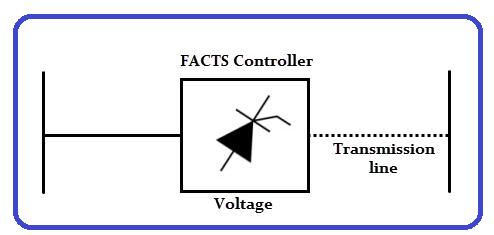 FACTS Controller
Transmission
line
Voltage